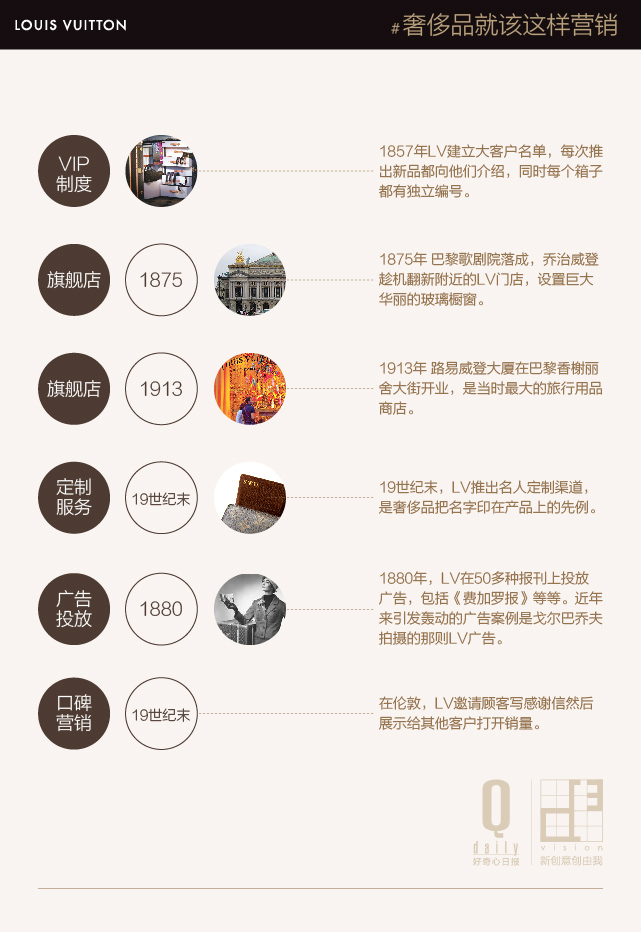 LOUIS VUITTON
#奢侈品就该这样营销
VIP
制度
1857年LV建立大客户名单，每次推
出新品都向他们介绍，同时每个箱子
都有独立编号。
旗舰店
1875
1875年 巴黎歌剧院落成，乔治威登
趁机翻新附近的LV门店，设置巨大
华丽的玻璃橱窗。
旗舰店
1913
1913年 路易威登大厦在巴黎香榭丽
舍大街开业，是当时最大的旅行用品
商店。
定制
服务
19世纪末
19世纪末，LV推出名人定制渠道，
是奢侈品把名字印在产品上的先例。
广告
投放
1880
1880年，LV在50多种报刊上投放
广告，包括《费加罗报》等等。近年
来引发轰动的广告案例是戈尔巴乔夫
拍摄的那则LV广告。
口碑
营销
19世纪末
在伦敦，LV邀请顾客写感谢信然后
展示给其他客户打开销量。
Q
daily
好奇心日报
vision
新创意创由我